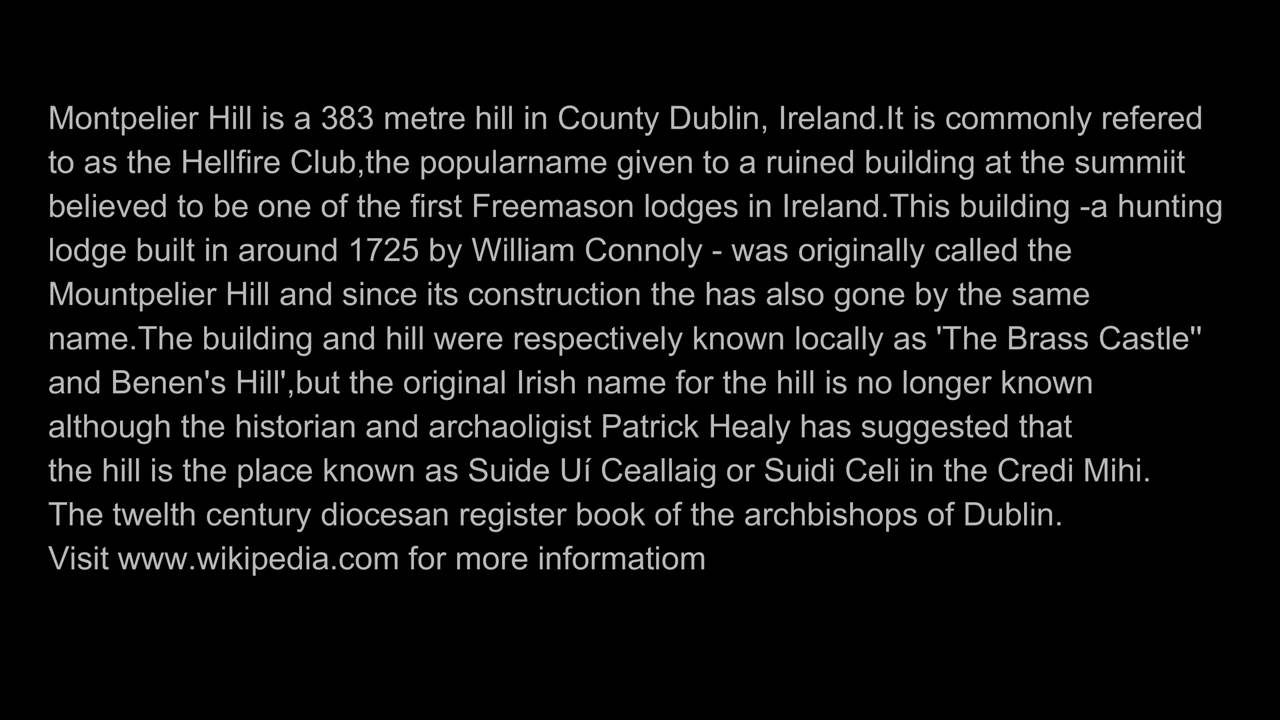 Montpelier Hill is a 383 metre hill in County Dublin, Ireland.It is commonly refered
to as the Hellfire Club,the popularname given to a ruined building at the summiit
believed to be one of the first Freemason lodges in Ireland.This building -a hunting
lodge built in around 1725 by William Connoly - was originally called the
Mountpelier Hill and since its construction the has also gone by the same
name.The building and hill were respectively known locally as 'The Brass Castle''
and Benen's Hill',but the original Irish name for the hill is no longer known
although the historian and archaoligist Patrick Healy has suggested that
the hill is the place known as Suide Uí Ceallaig or Suidi Celi in the Credi Mihi.
The twelth century diocesan register book of the archbishops of Dublin.
Visit www.wikipedia.com for more informatiom